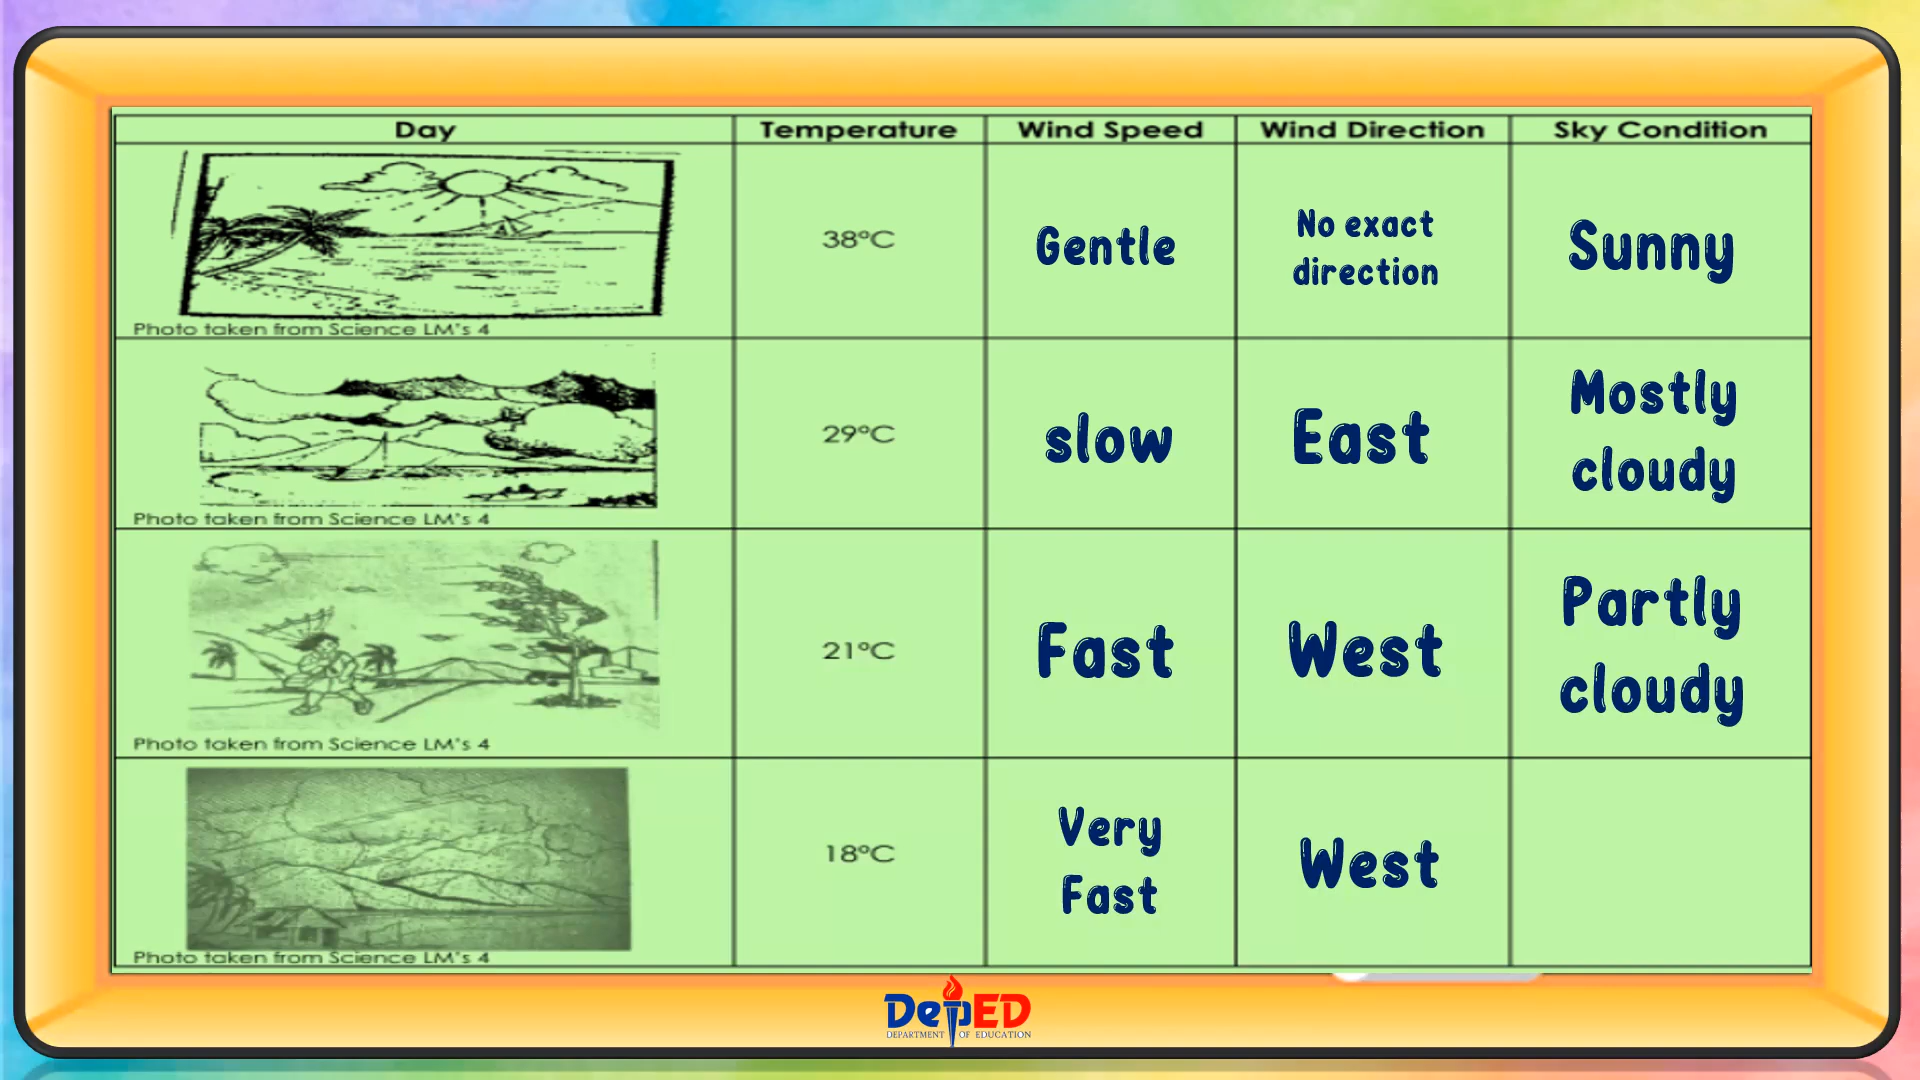 Day Temperature Wind Speed Wind Direction Sky Condition
38°C
Gentle
No exact
direction
Sunny
Photo taken from Science LM's 4
29°C
slow
East
Mostly
cloudy
Photo taken from Science LM's 4
21°C
Fast
West
Partly
cloudy
Photo taken from Science LM's 4
18°C
Very
Fast
West
Photo taken from Science LM's 4
DepED
DEPARTMENT OF EDUCATION